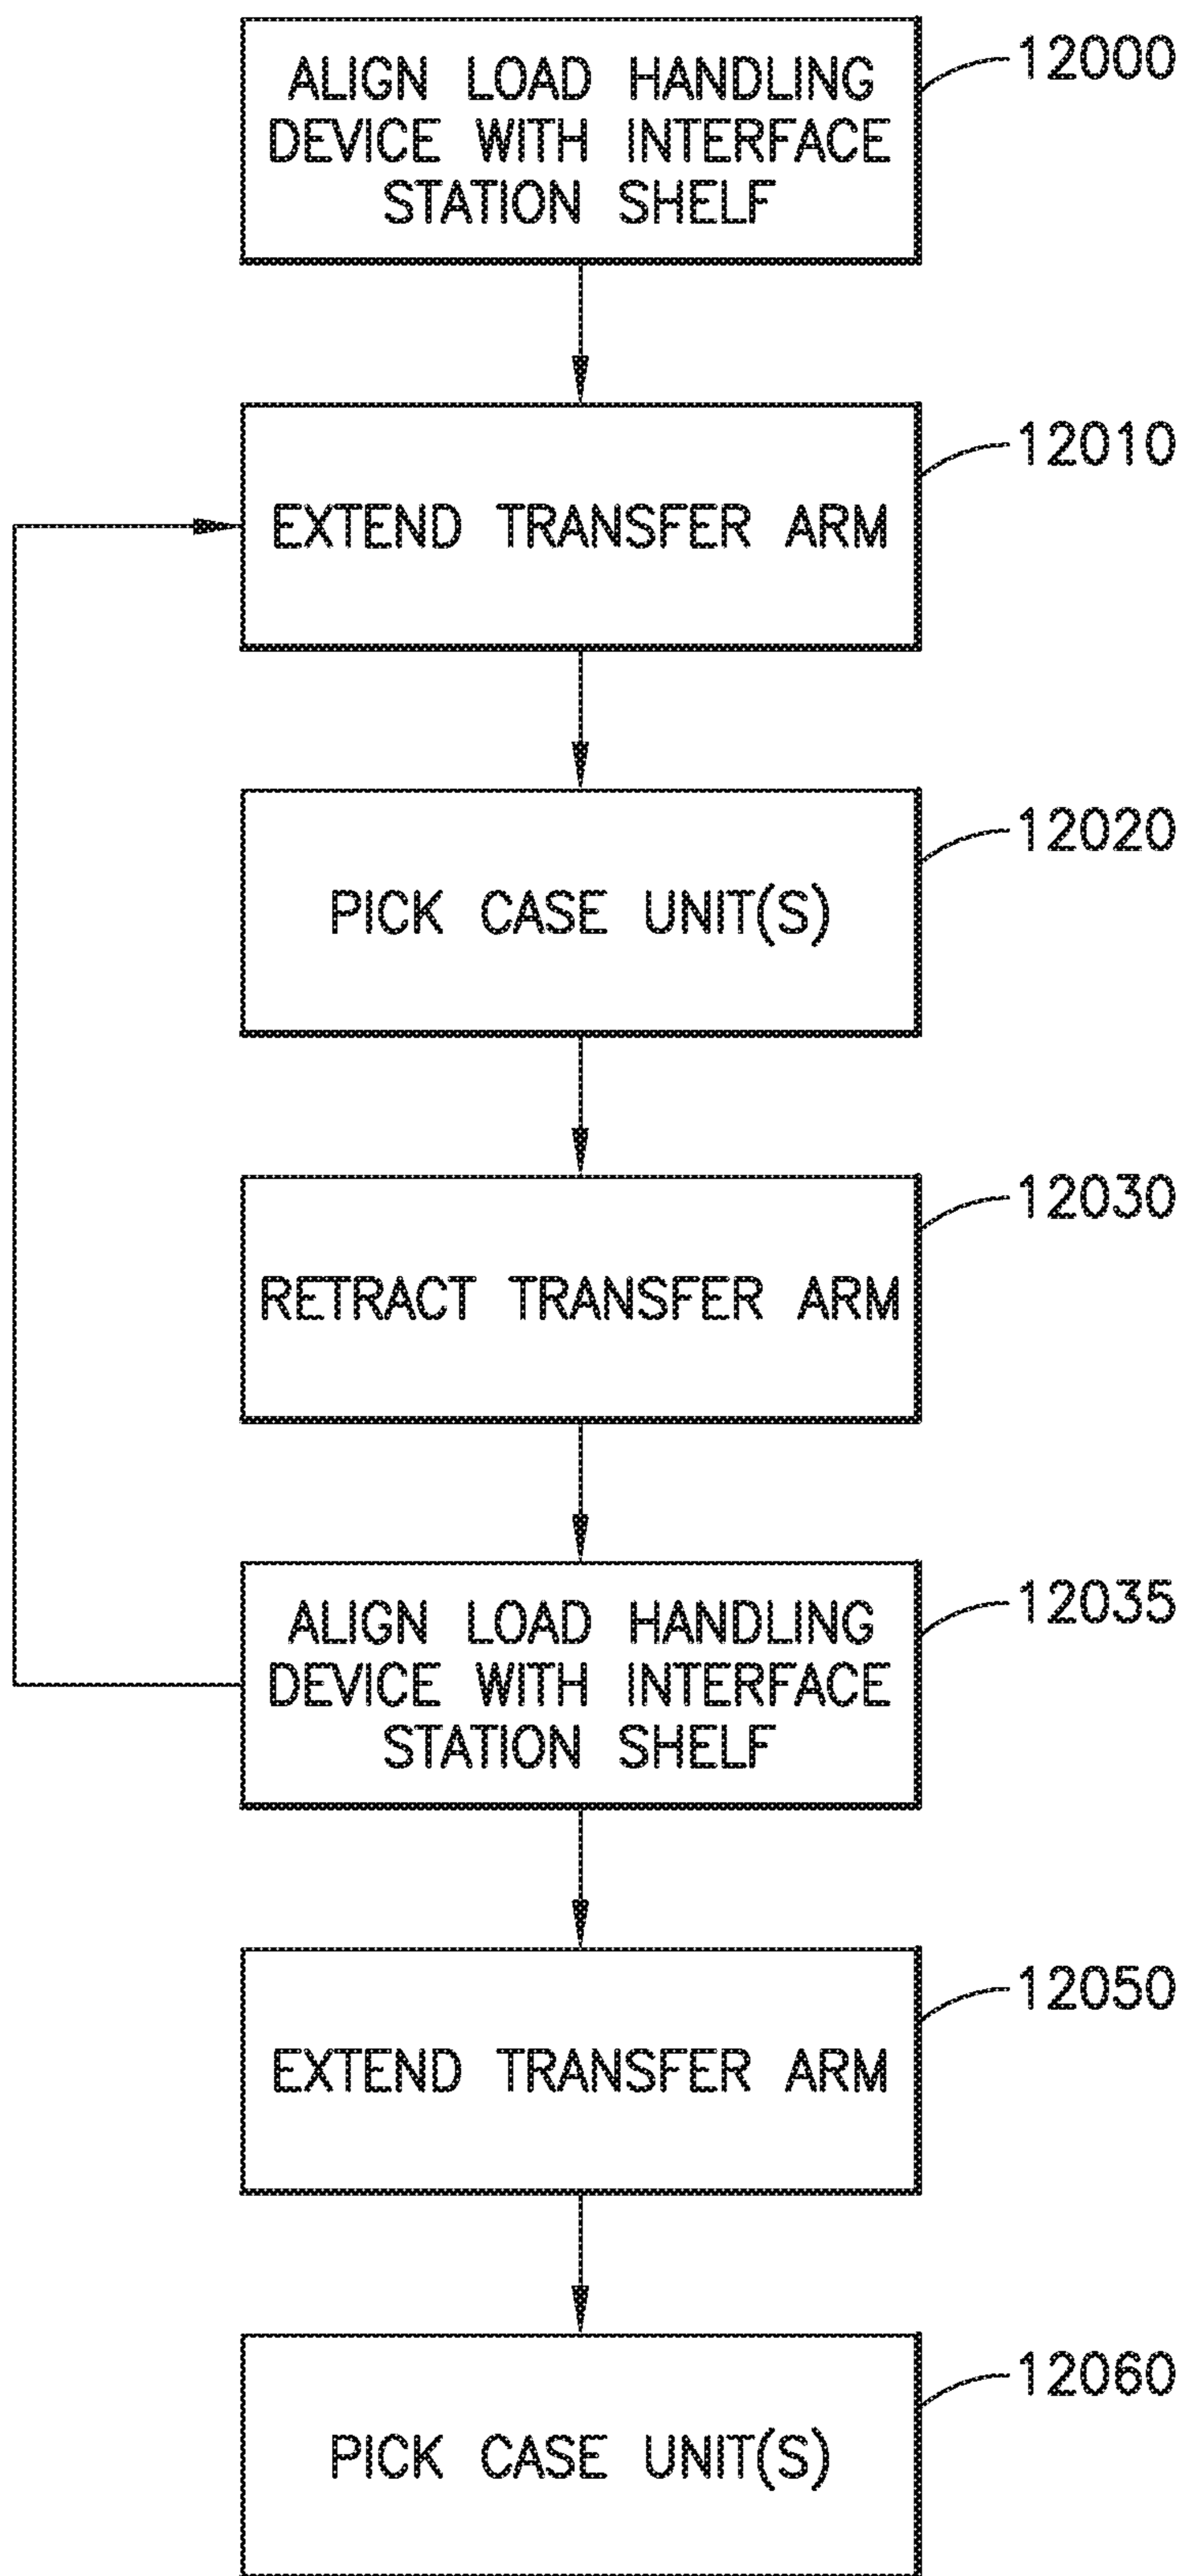 ALIGN LOAD HANDLING
DEVICE WITH INTERFACE
STATION SHELF
12000
EXTEND TRANSFER ARM
12010
PICK CASE UNIT(S)
12020
RETRACT TRANSFER ARM
12030
ALIGN LOAD HANDLING
DEVICE WITH INTERFACE
STATION SHELF
12035
EXTEND TRANSFER ARM
12050
PICK CASE UNIT(S)
12060